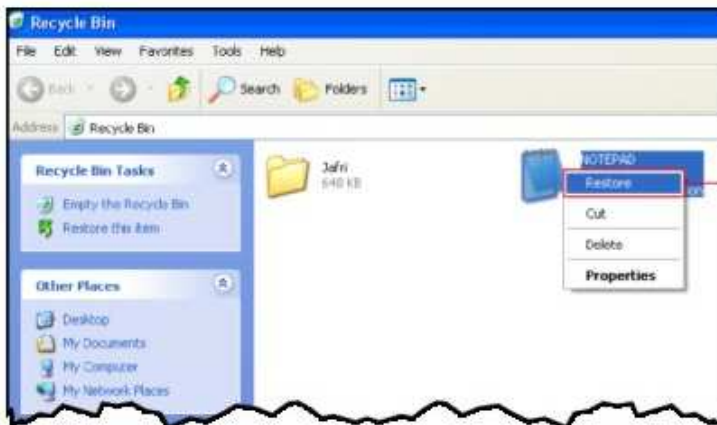 Recycle Bin
File Edit View Favorites Tools Help
Back Search Folders
Address Recycle Bin
Recycle Bin Tasks
Empty the Recycle Bin
Restore this item
Other Places
Desktop
My Documents
My Computer
My Network Places
Jafri
640 KB
NOTEPAD
on
Restore
Cut
Delete
Properties